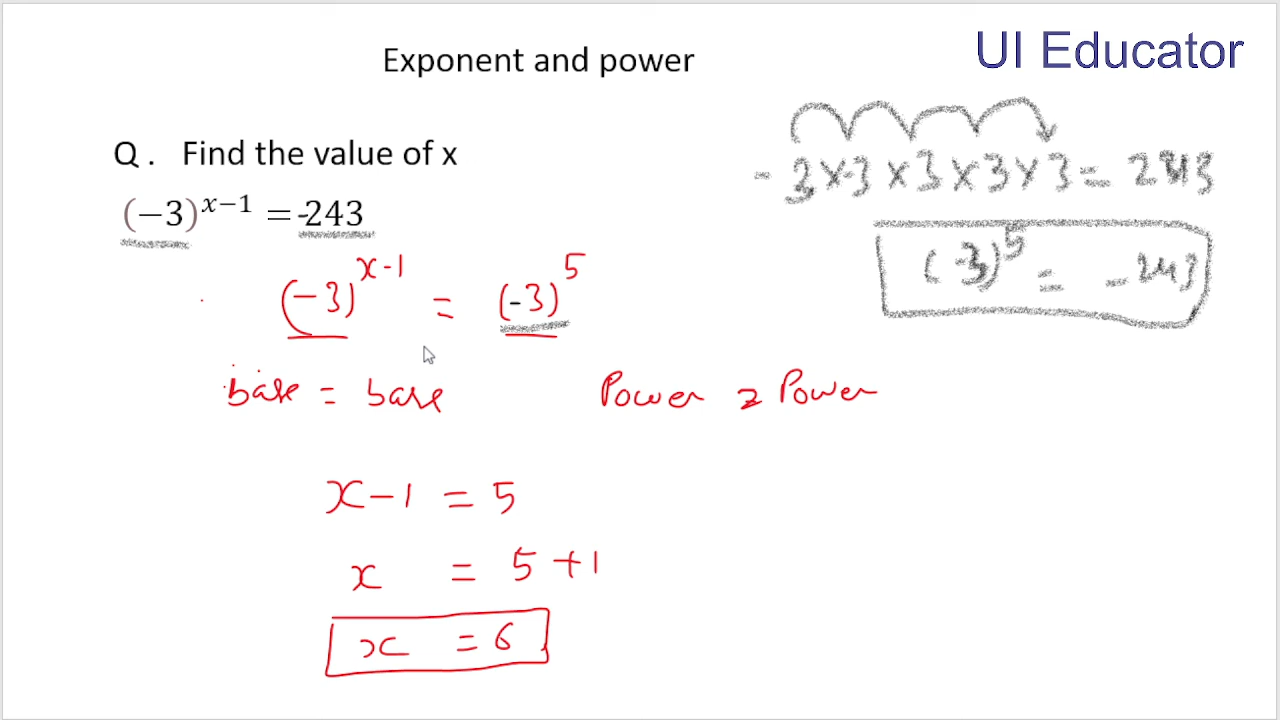 Exponent and power
UI Educator
Q . Find the value of x
(−3)^{x−1} = -243
- 3 x -3 x 3 x 3 x 3 = 243
(-3)^5 = - 243
(−3)^{x-1} = (-3)^5
base = base Power = Power
x − 1 = 5
x = 5 + 1
x = 6